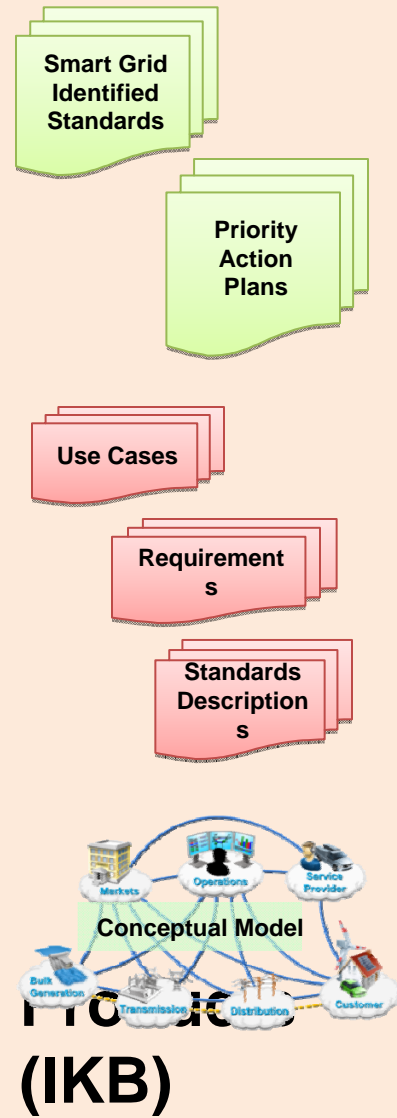 Smart Grid
Identified
Standards
Priority
Action
Plans
Use Cases
Requirement
s
Standards
Description
s
Markets
Operations
Service
Provider
Conceptual Model
Bulk
Generation
Transmission
Distribution
Customer
(IKB)